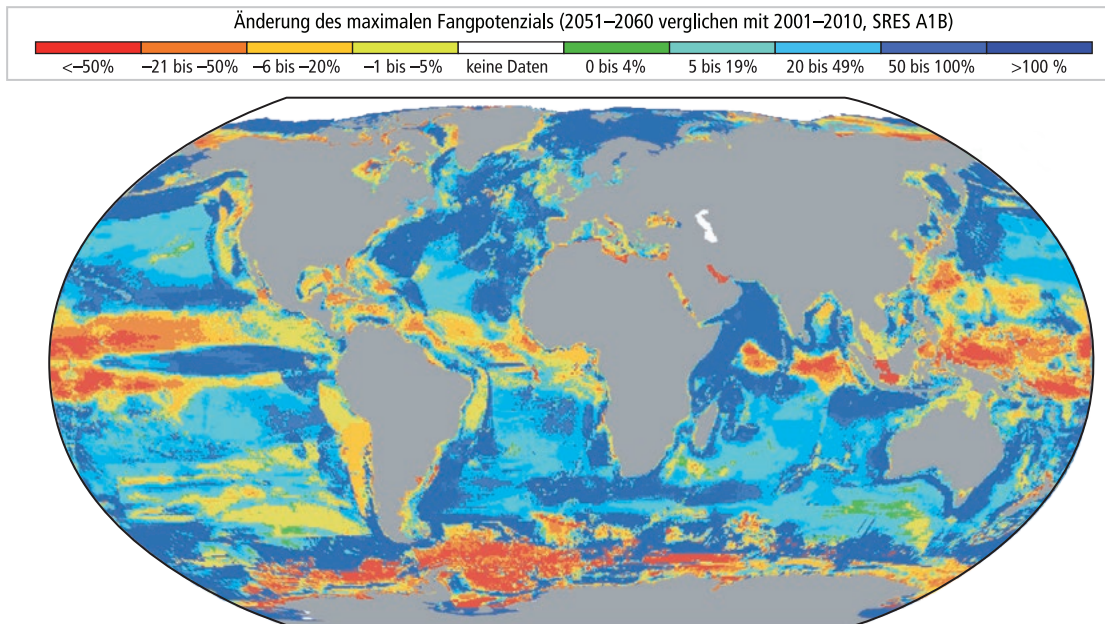 Änderung des maximalen Fangpotenzials (2051–2060 verglichen mit 2001–2010, SRES A1B)
<–50% –21 bis –50% –6 bis –20% –1 bis –5% keine Daten 0 bis 4% 5 bis 19% 20 bis 49% 50 bis 100% >100 %